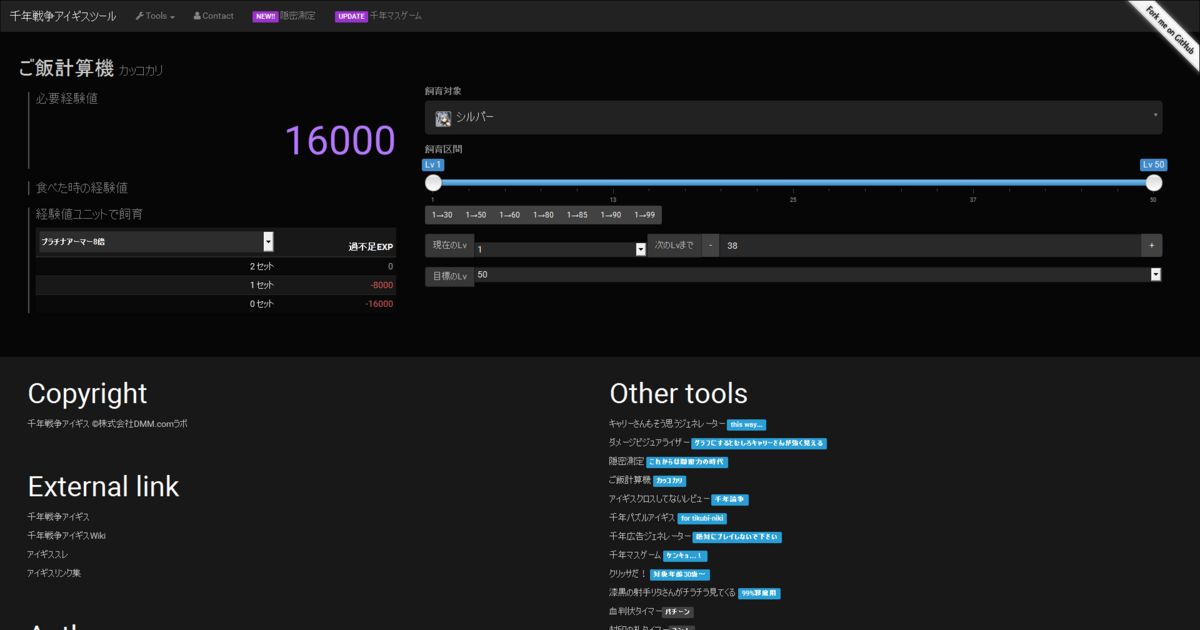 千年戦争アイギスツール Tools Contact NEW!! 隠密測定 UPDATE 千年マスゲーム
Fork me on GitHub
ご飯計算機 カッコカリ
必要経験値
16000
食べた時の経験値
経験値ユニットで飼育
プラチナアーマー8倍 過不足EXP
2 セット 0
1 セット -8000
0 セット -16000
飼育対象
シルバー
飼育区間
Lv 1 Lv 50
1 13 25 37 50
1→30 1→50 1→60 1→80 1→85 1→90 1→99
現在のLv 1 次のLvまで - 38 +
目標のLv 50
Copyright
千年戦争アイギス ©株式会社DMM.comラボ
External link
千年戦争アイギス
千年戦争アイギスWiki
アイギススレ
アイギスリンク集
Other tools
キャリーさんもそう思うジェネレーター this way...
ダメージビジュアライザー グラフにするとむしろキャリーさんが強く見える
隠密測定 これからは隠密力の時代
ご飯計算機 カッコカリ
アイギスクロスしてないレビュー 千年論争
千年パズルアイギス for tikubi-niki
千年広告ジェネレーター 絶対にプレイしないで下さい
千年マスゲーム ケンキョ...！
クリッサだ！ 対象年齢30歳〜
漆黒の射手リタさんがチラチラ見てくる
血判状タイマー パチーン